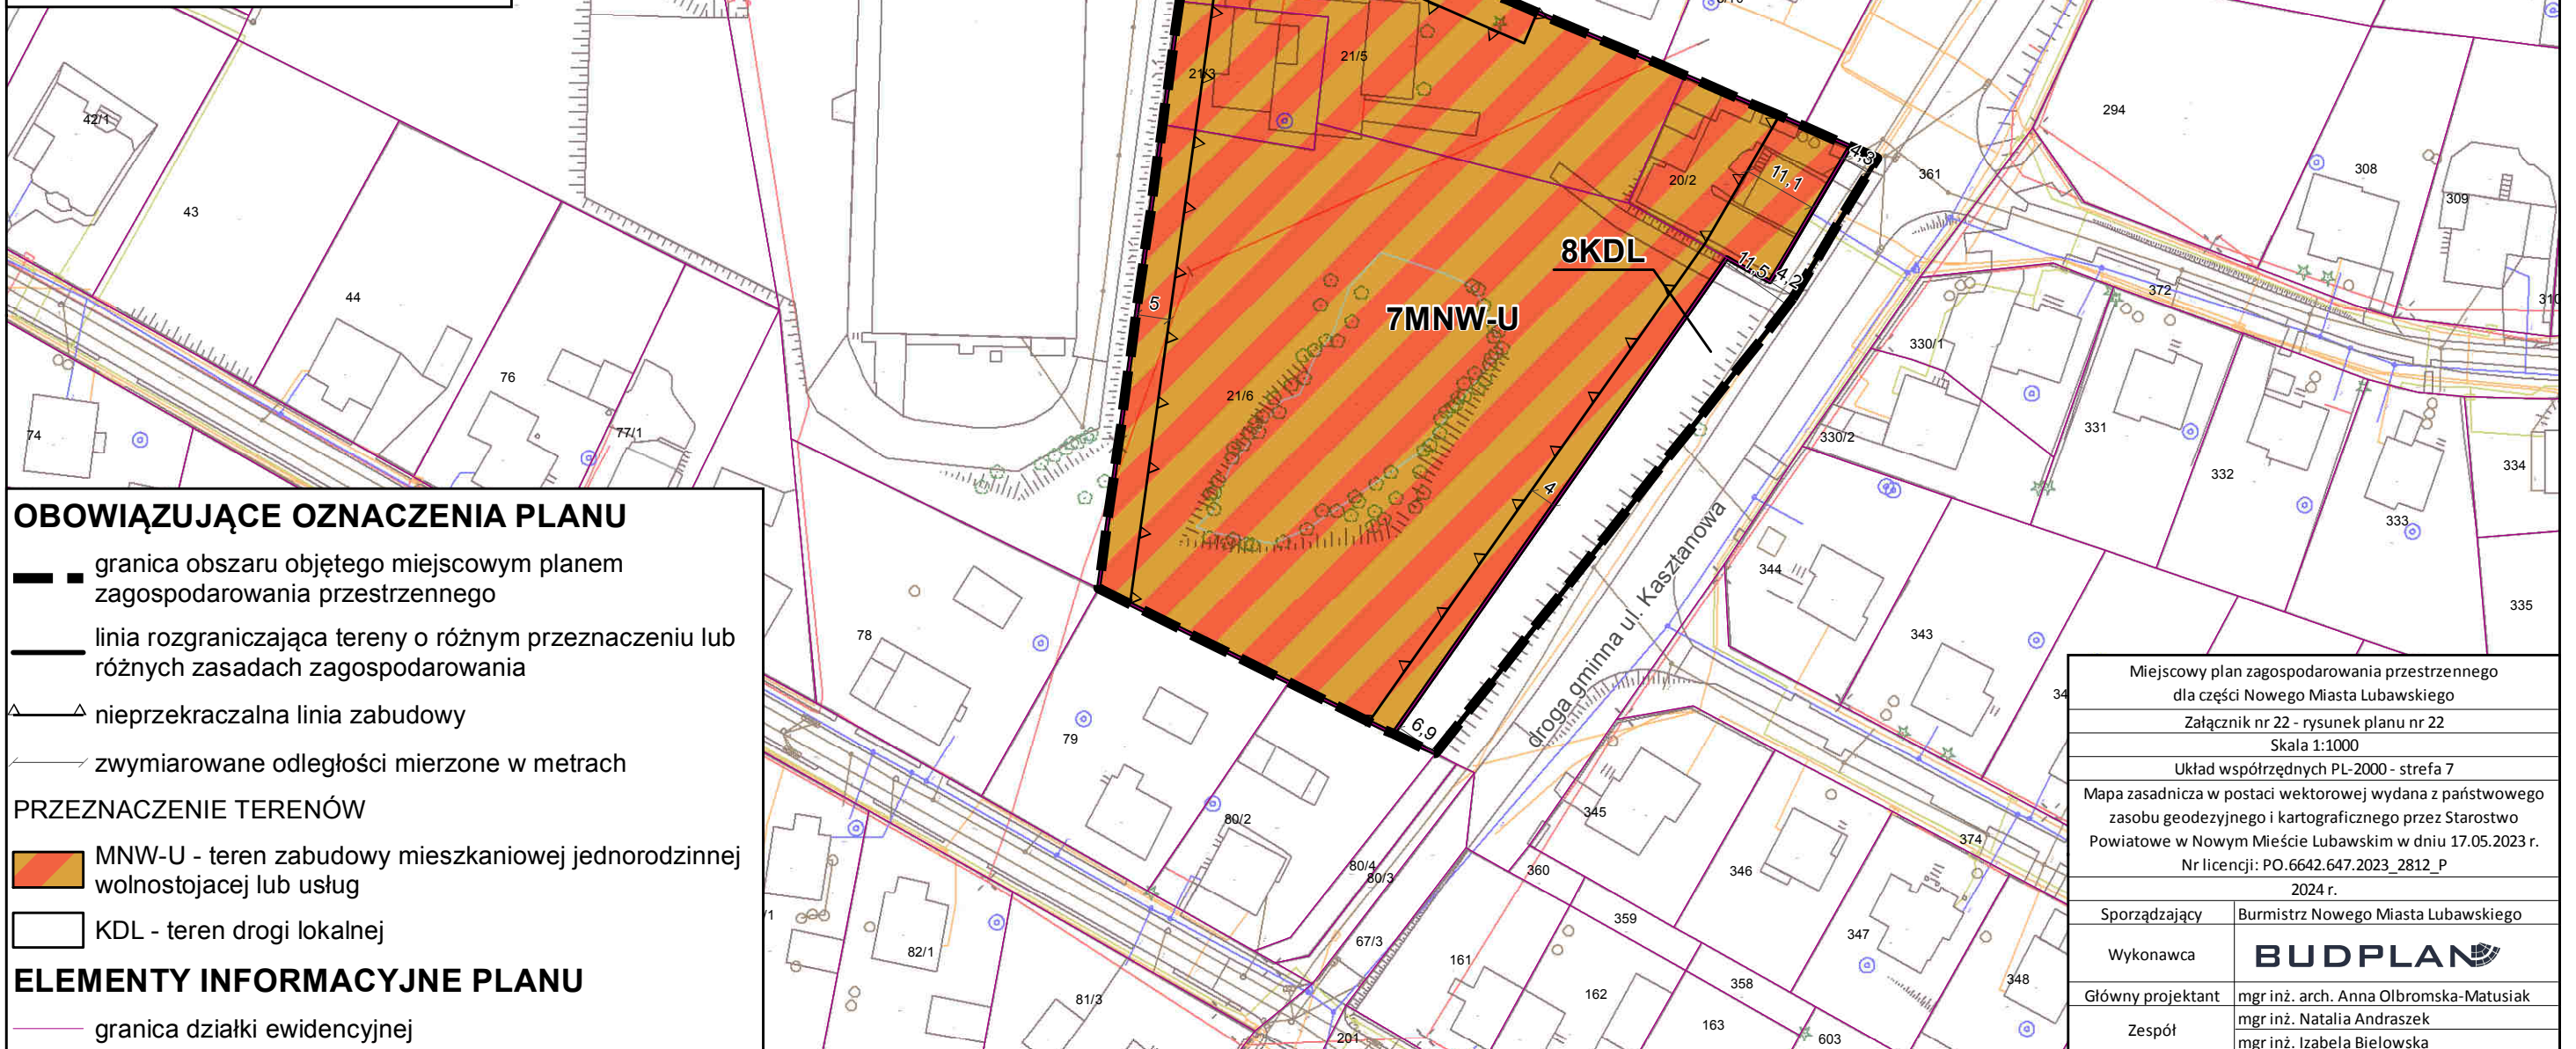 42/1
43
44
76
77/1
74
21/3
21/5
20/2
11,1
4,3
361
294
308
309
310
8KDL
11,5
4,2
7MNW-U
5
21/6
4
6,9
droga gminna ul. Kasztanowa
372
330/1
330/2
331
332
333
334
335
344
343
34
78
79
80/2
80/4
80/3
82/1
81/3
/1
67/3
201
161
162
163
360
359
358
345
346
347
348
374
603
OBOWIĄZUJĄCE OZNACZENIA PLANU
granica obszaru objętego miejscowym planem
zagospodarowania przestrzennego
linia rozgraniczająca tereny o różnym przeznaczeniu lub
różnych zasadach zagospodarowania
nieprzekraczalna linia zabudowy
zwymiarowane odległości mierzone w metrach
PRZEZNACZENIE TERENÓW
MNW-U - teren zabudowy mieszkaniowej jednorodzinnej
wolnostojacej lub usług
KDL - teren drogi lokalnej
ELEMENTY INFORMACYJNE PLANU
granica działki ewidencyjnej
Miejscowy plan zagospodarowania przestrzennego
dla części Nowego Miasta Lubawskiego
Załącznik nr 22 - rysunek planu nr 22
Skala 1:1000
Układ współrzędnych PL-2000 - strefa 7
Mapa zasadnicza w postaci wektorowej wydana z państwowego
zasobu geodezyjnego i kartograficznego przez Starostwo
Powiatowe w Nowym Mieście Lubawskim w dniu 17.05.2023 r.
Nr licencji: PO.6642.647.2023_2812_P
2024 r.
Sporządzający Burmistrz Nowego Miasta Lubawskiego
Wykonawca BUDPLAN
Główny projektant mgr inż. arch. Anna Olbromska-Matusiak
Zespół mgr inż. Natalia Andraszek
mgr inż. Izabela Bielowska